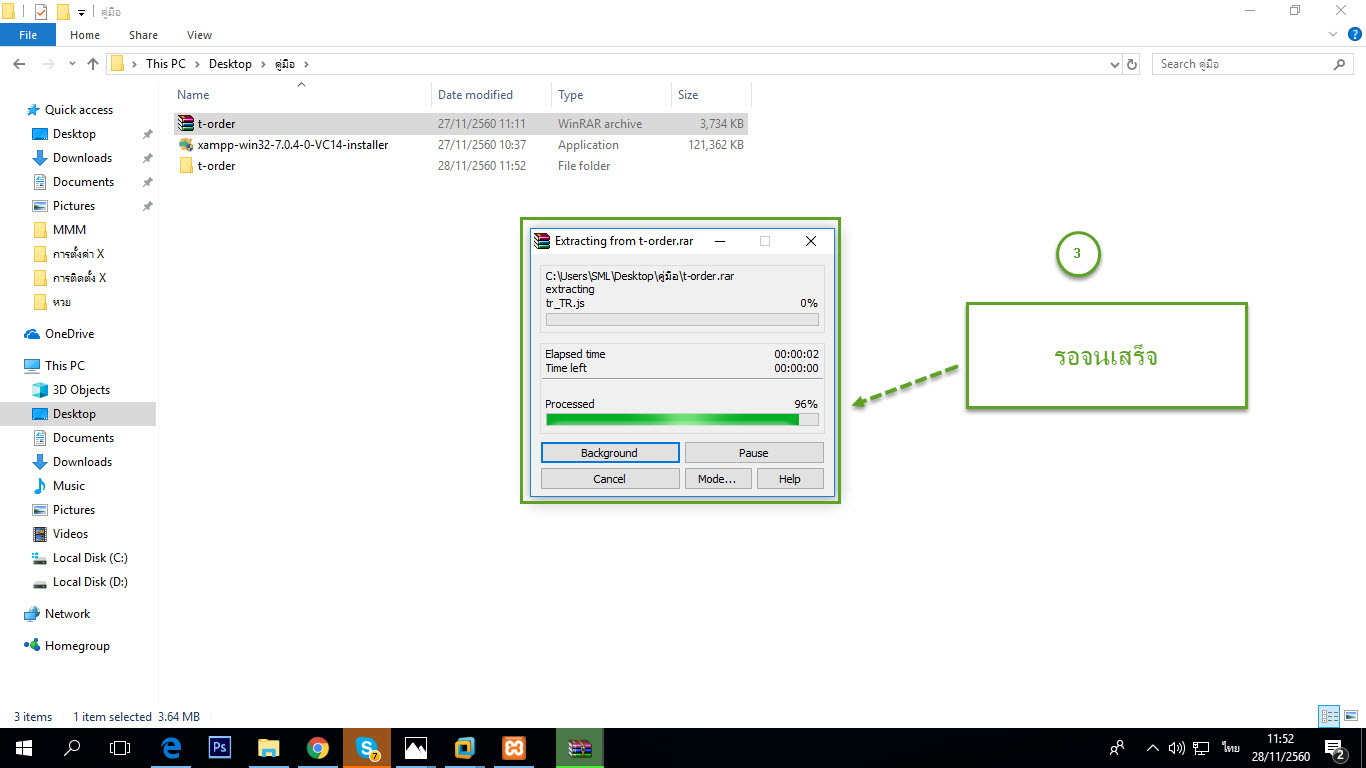 คู่มือ
File Home Share View
This PC Desktop คู่มือ
Search คู่มือ
Name Date modified Type Size
t-order 27/11/2560 11:11 WinRAR archive 3,734 KB
xampp-win32-7.0.4-0-VC14-installer 27/11/2560 10:37 Application 121,362 KB
t-order 28/11/2560 11:52 File folder
Quick access
Desktop
Downloads
Documents
Pictures
MMM
การตั้งค่า X
การติดตั้ง X
หวย
OneDrive
This PC
3D Objects
Desktop
Documents
Downloads
Music
Pictures
Videos
Local Disk (C:)
Local Disk (D:)
Network
Homegroup
Extracting from t-order.rar
C:\Users\SML\Desktop\คู่มือ\t-order.rar
extracting
tr_TR.js 0%
Elapsed time 00:00:02
Time left 00:00:00
Processed 96%
Background Pause
Cancel Mode... Help
3
รอจนเสร็จ
3 items 1 item selected 3.64 MB
Ps
7
ไทย
11:52
28/11/2560
2